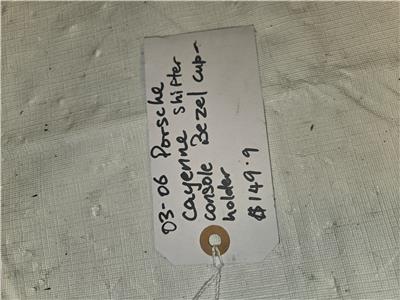 03-06 Porsche
Cayenne Shifter
console Bezel Cup-
holder
$149.9